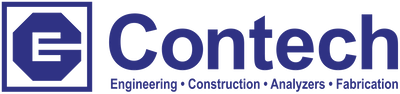 Contech
Engineering • Construction • Analyzers • Fabrication